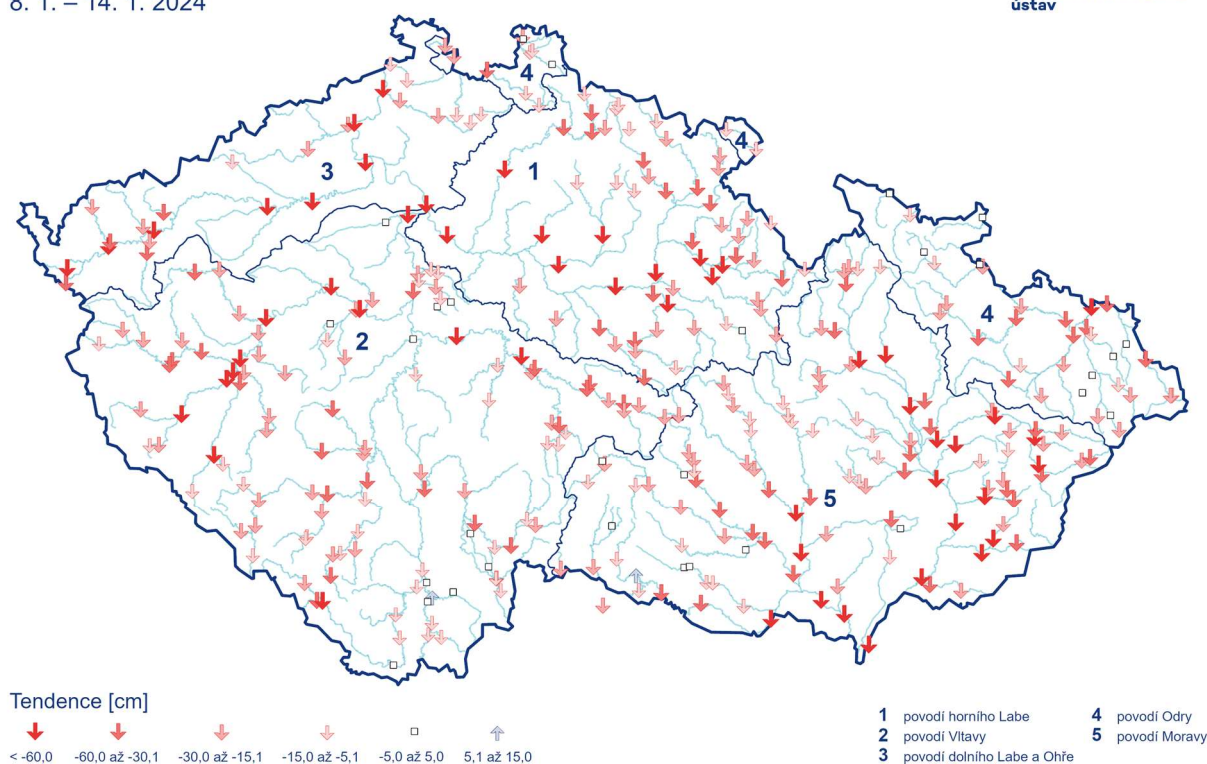 8. 1. – 14. 1. 2024
ústav
4
4
3
1
4
2
5
Tendence [cm]
< -60,0
-60,0 až -30,1
-30,0 až -15,1
-15,0 až -5,1
-5,0 až 5,0
5,1 až 15,0
1 povodí horního Labe
2 povodí Vltavy
3 povodí dolního Labe a Ohře
4 povodí Odry
5 povodí Moravy